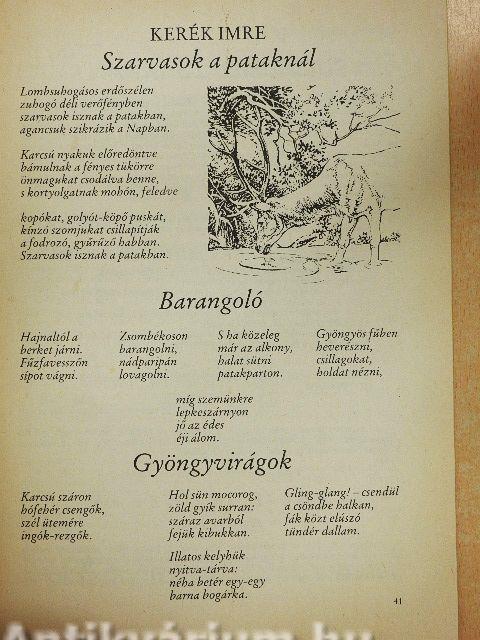 KERÉK IMRE
Szarvasok a pataknál
Lombsuhogásos erdőszélen
zuhogó déli verőfényben
szarvasok isznak a patakban,
agancsuk szikrázik a Napban.
Karcsú nyakuk előredöntve
bámulnak a fényes tükörre
önmagukat csodálva benne,
s kortyolgatnak mohón, feledve
kopókat, golyót-köpő puskát,
kínzó szomjukat csillapítják
a fodrozó, gyűrűző habban.
Szarvasok isznak a patakban.
Barangoló
Hajnaltól a
berket járni.
Fűzfavesszőn
sípot vágni.
Zsombékoson
barangolni,
nádparipán
lovagolni.
S ha közeleg
már az alkony,
halat sütni
patakparton.
Gyöngyös fűben
heverészni,
csillagokat,
holdat nézni,
míg szemünkre
lepkeszárnyon
jő az édes
éji álom.
Gyöngyvirágok
Karcsú száron
hófehér csengők,
szél ütemére
ingók-rezgők.
Hol sün mocorog,
zöld gyík surran:
száraz avarból
fejük kibukkan.
Gling-glang! – csendül
a csöndbe halkan,
fák közt elúszó
tündér dallam.
Illatos kelyhük
nyitva-tárva:
néha betér egy-egy
barna bogárka.
41
Antikvárium.hu